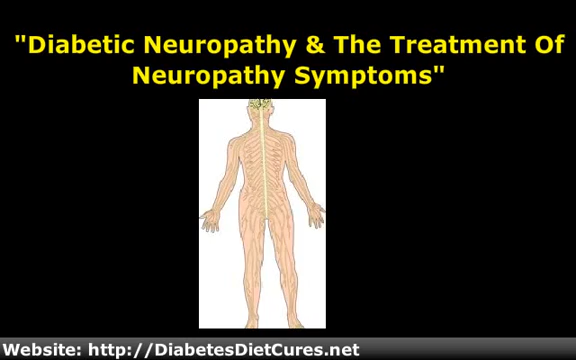 "Diabetic Neuropathy & The Treatment Of
Neuropathy Symptoms"
Website: http://DiabetesDietCures.net